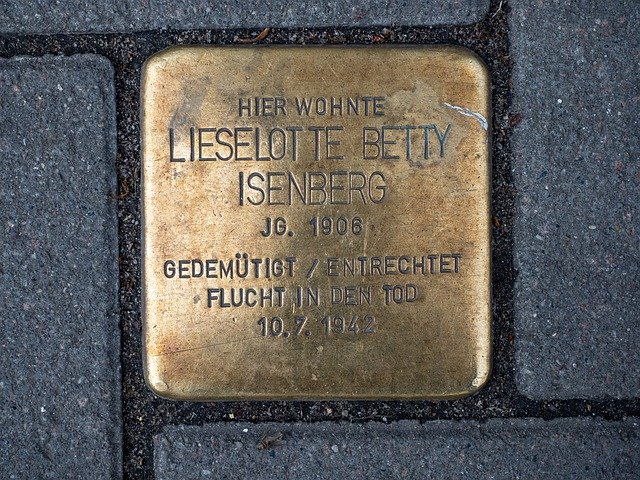 HIER WOHNTE
LIESELOTTE BETTY
ISENBERG
JG. 1906
GEDEMÜTIGT / ENTRECHTET
FLUCHT IN DEN TOD
10.7.1942